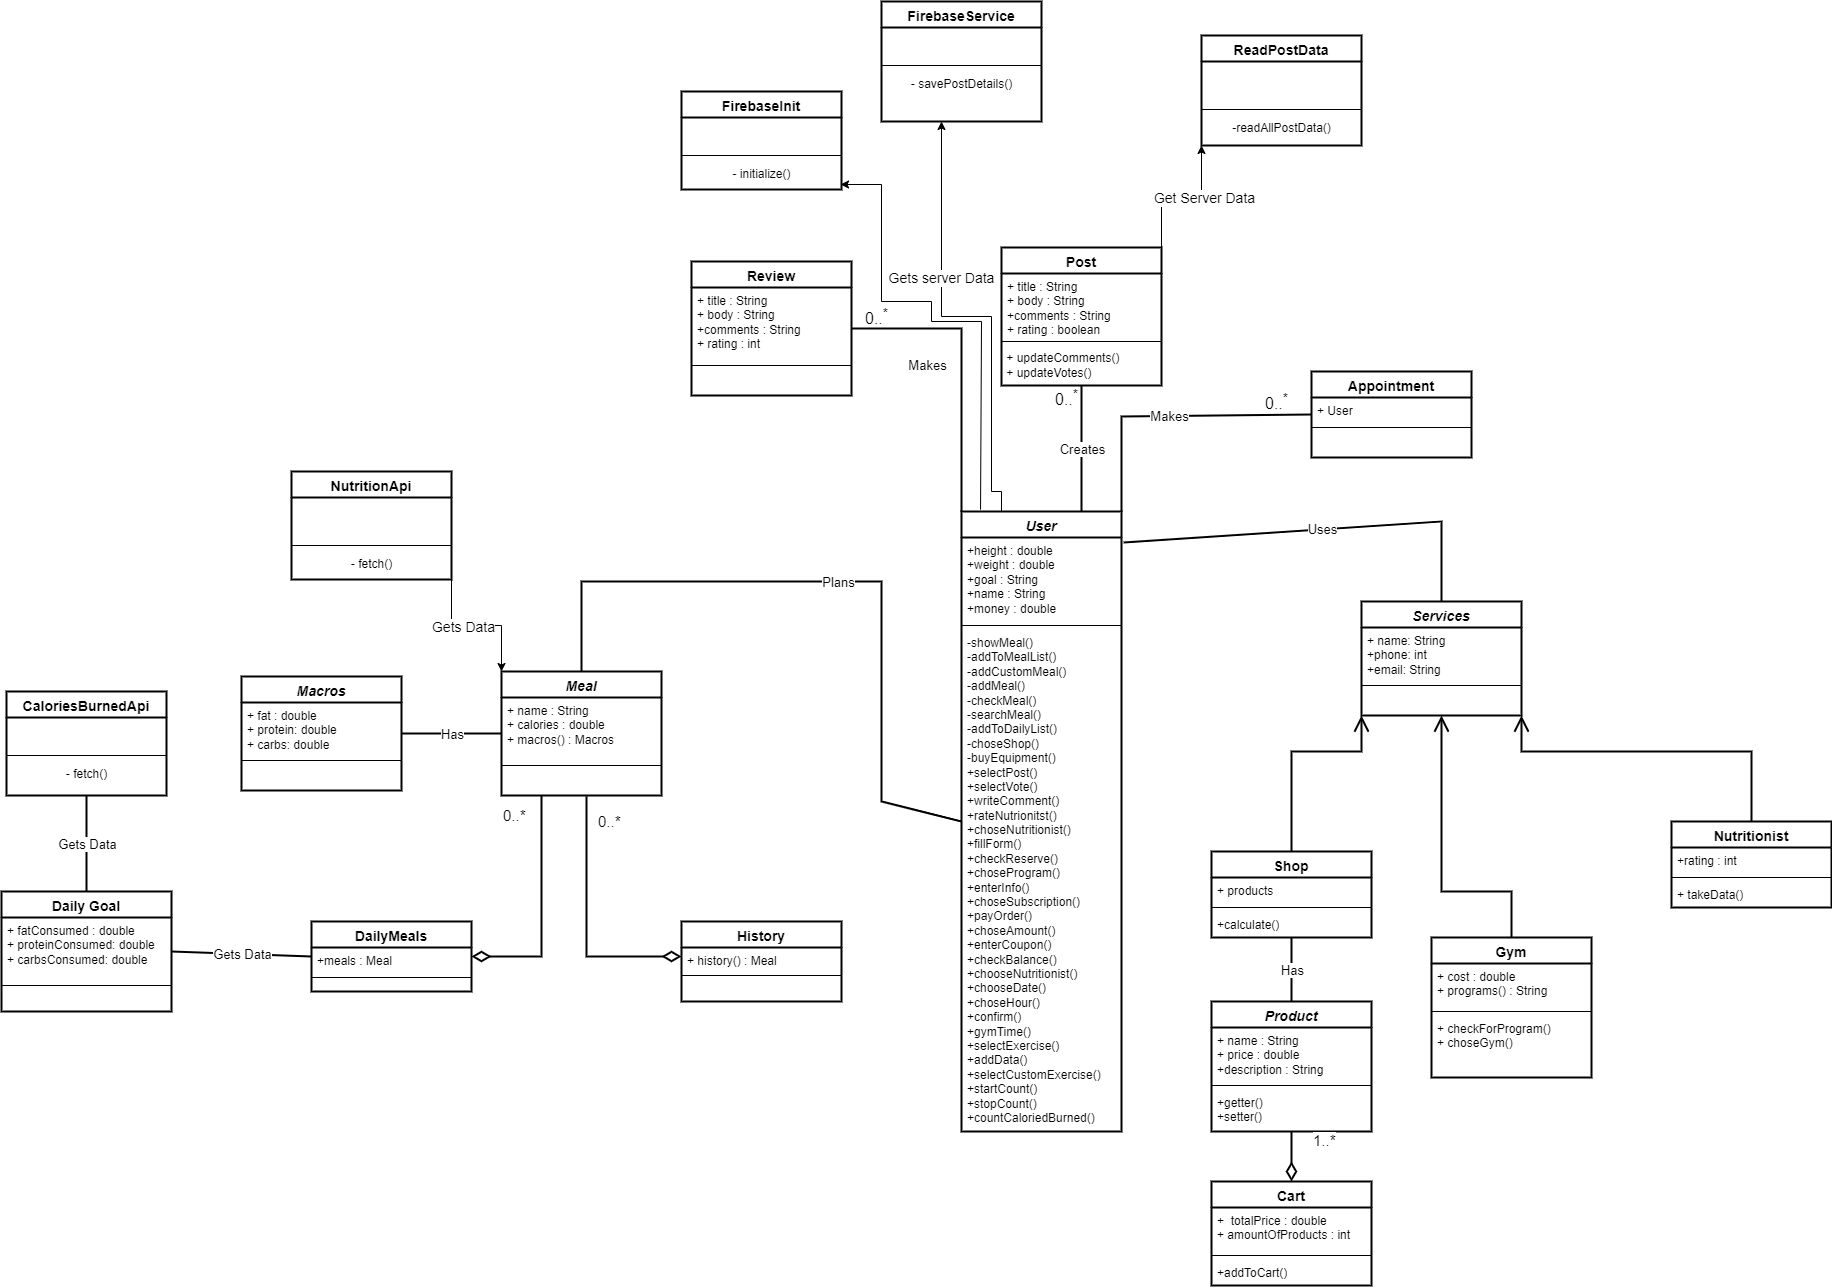 FirebaseService
- savePostDetails()
ReadPostData
-readAllPostData()
FirebaseInit
- initialize()
Get Server Data
Gets server Data
Review
+ title : String
+ body : String
+comments : String
+ rating : int
0..*
Makes
Post
+ title : String
+ body : String
+comments : String
+ rating : boolean
+ updateComments()
+ updateVotes()
0..*
Creates
Makes
0..*
Appointment
+ User
NutritionApi
- fetch()
Gets Data
Plans
User
+height : double
+weight : double
+goal : String
+name : String
+money : double
-showMeal()
-addToMealList()
-addCustomMeal()
-addMeal()
-checkMeal()
-searchMeal()
-addToDailyList()
-choseShop()
-buyEquipment()
+selectPost()
+selectVote()
+writeComment()
+rateNutrionitst()
+choseNutritionist()
+fillForm()
+checkReserve()
+choseProgram()
+enterInfo()
+choseSubscription()
+payOrder()
+choseAmount()
+enterCoupon()
+checkBalance()
+chooseNutritionist()
+chooseDate()
+choseHour()
+confirm()
+gymTime()
+selectExercise()
+addData()
+selectCustomExercise()
+startCount()
+stopCount()
+countCaloriedBurned()
Uses
Services
+ name: String
+phone: int
+email: String
CaloriesBurnedApi
- fetch()
Gets Data
Macros
+ fat : double
+ protein: double
+ carbs: double
Has
Meal
+ name : String
+ calories : double
+ macros() : Macros
0..*
0..*
Daily Goal
+ fatConsumed : double
+ proteinConsumed: double
+ carbsConsumed: double
Gets Data
DailyMeals
+meals : Meal
History
+ history() : Meal
Shop
+ products
+calculate()
Has
Nutritionist
+rating : int
+ takeData()
Gym
+ cost : double
+ programs() : String
+ checkForProgram()
+ choseGym()
Product
+ name : String
+ price : double
+description : String
+getter()
+setter()
1..*
Cart
+ totalPrice : double
+ amountOfProducts : int
+addToCart()